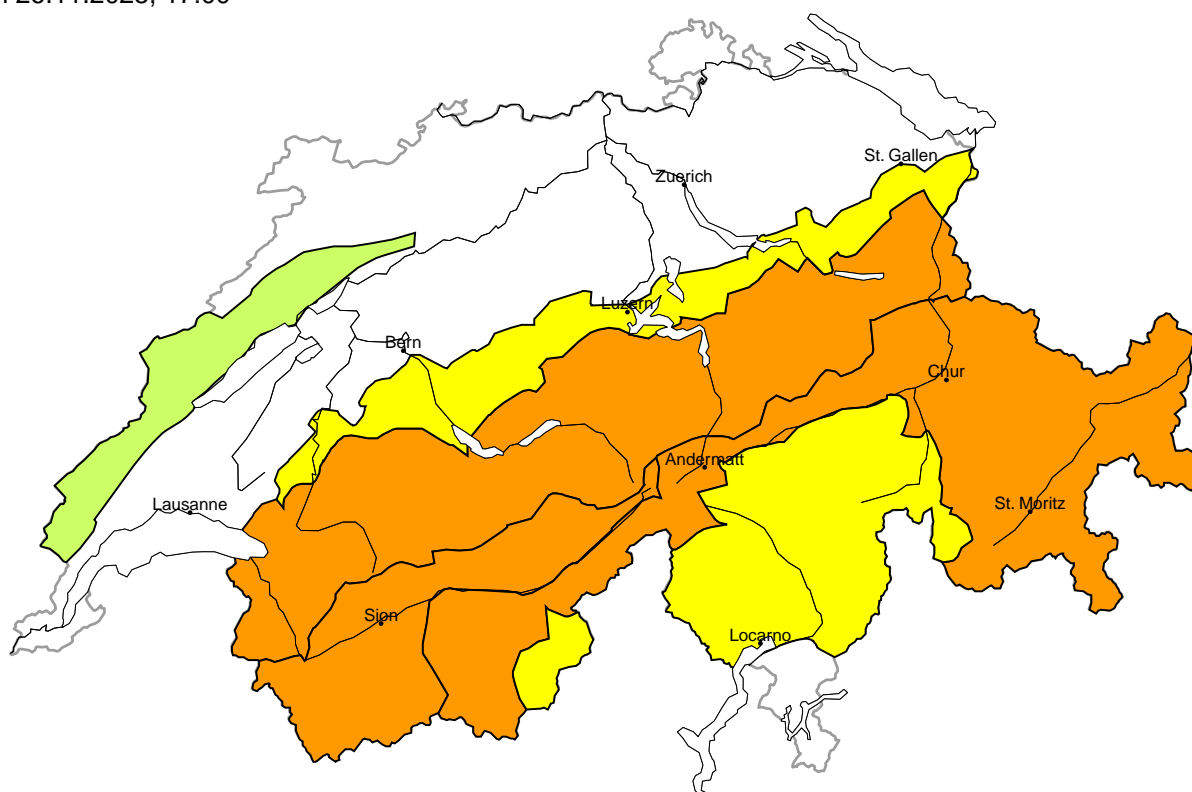 St. Gallen
Zuerich
Luzern
Bern
Chur
Andermatt
Lausanne
St. Moritz
Sion
Locarno